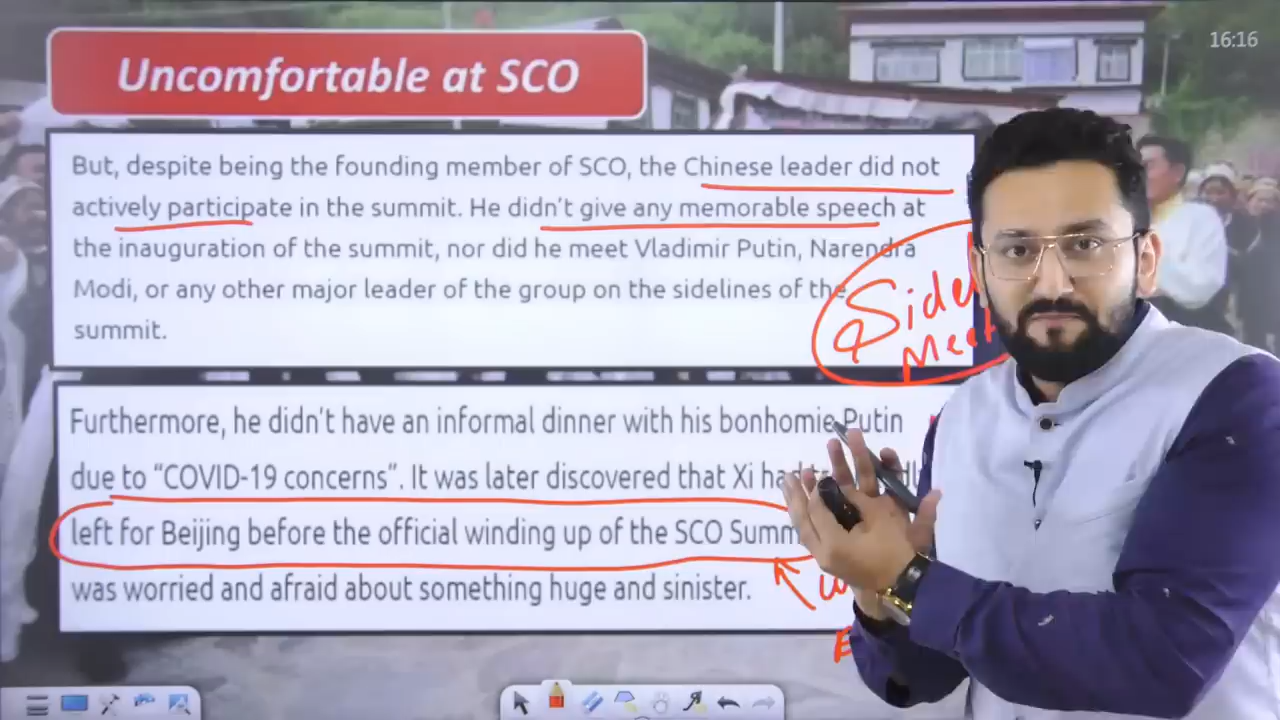 16:16
Uncomfortable at SCO
But, despite being the founding member of SCO, the Chinese leader did not
actively participate in the summit. He didn't give any memorable speech at
the inauguration of the summit, nor did he meet Vladimir Putin, Narendra
Modi, or any other major leader of the group on the sidelines of the
summit.
Meet
Furthermore, he didn't have an informal dinner with his bonhomie Putin
due to “COVID-19 concerns”. It was later discovered that Xi had
left for Beijing before the official winding up of the SCO
was worried and afraid about something huge and sinister.